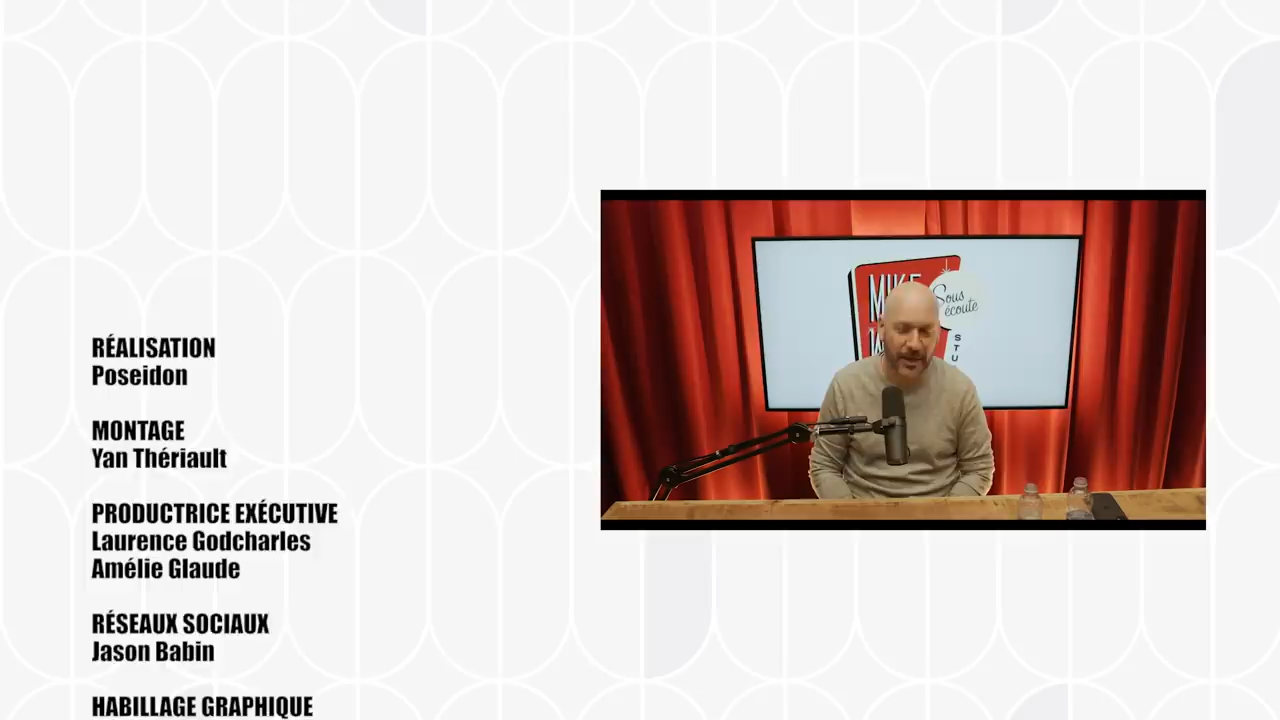 RÉALISATION
Poseidon
MONTAGE
Yan Thériault
PRODUCTRICE EXÉCUTIVE
Laurence Godcharles
Amélie Glaude
RÉSEAUX SOCIAUX
Jason Babin
HABILLAGE GRAPHIQUE
MIKE
Sous
écoute